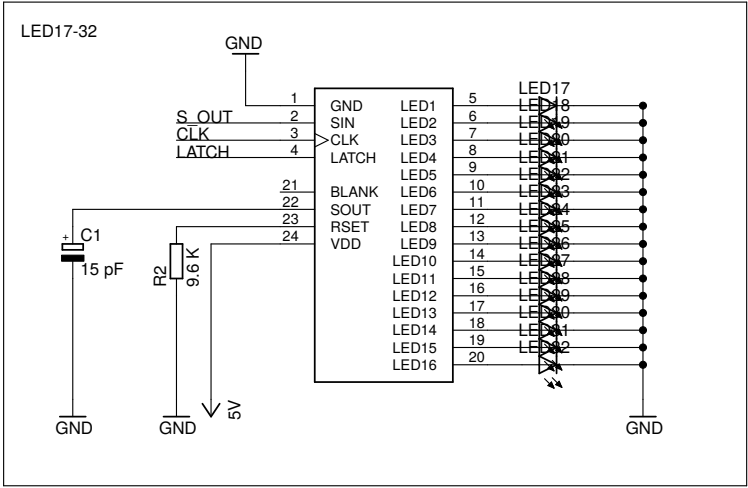 LED17-32
GND
1 GND LED1 5 LED17
S_OUT 2 SIN LED2 6 LED18
CLK 3 CLK LED3 7
LATCH 4 LATCH LED4 8
LED5 9
21 BLANK LED6 10
22 SOUT LED7 11
23 RSET LED8 12
24 VDD LED9 13
LED10 14
LED11 15
LED12 16
LED13 17
LED14 18
LED15 19
LED16 20
+ C1
15 pF
R2
9.6 K
5V
GND
GND
GND